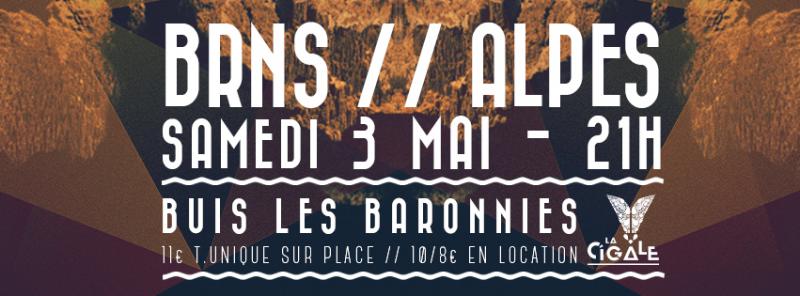 BRNS // ALPES
SAMEDI 3 MAI - 21H
BUIS LES BARONNIES
11€ T.UNIQUE SUR PLACE // 10/8€ EN LOCATION
LA
CIGALE